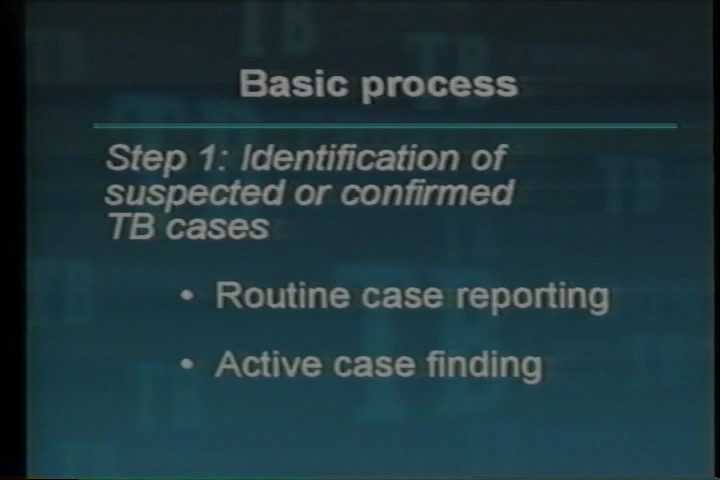 Basic process
Step 1: Identification of
suspected or confirmed
TB cases
• Routine case reporting
• Active case finding